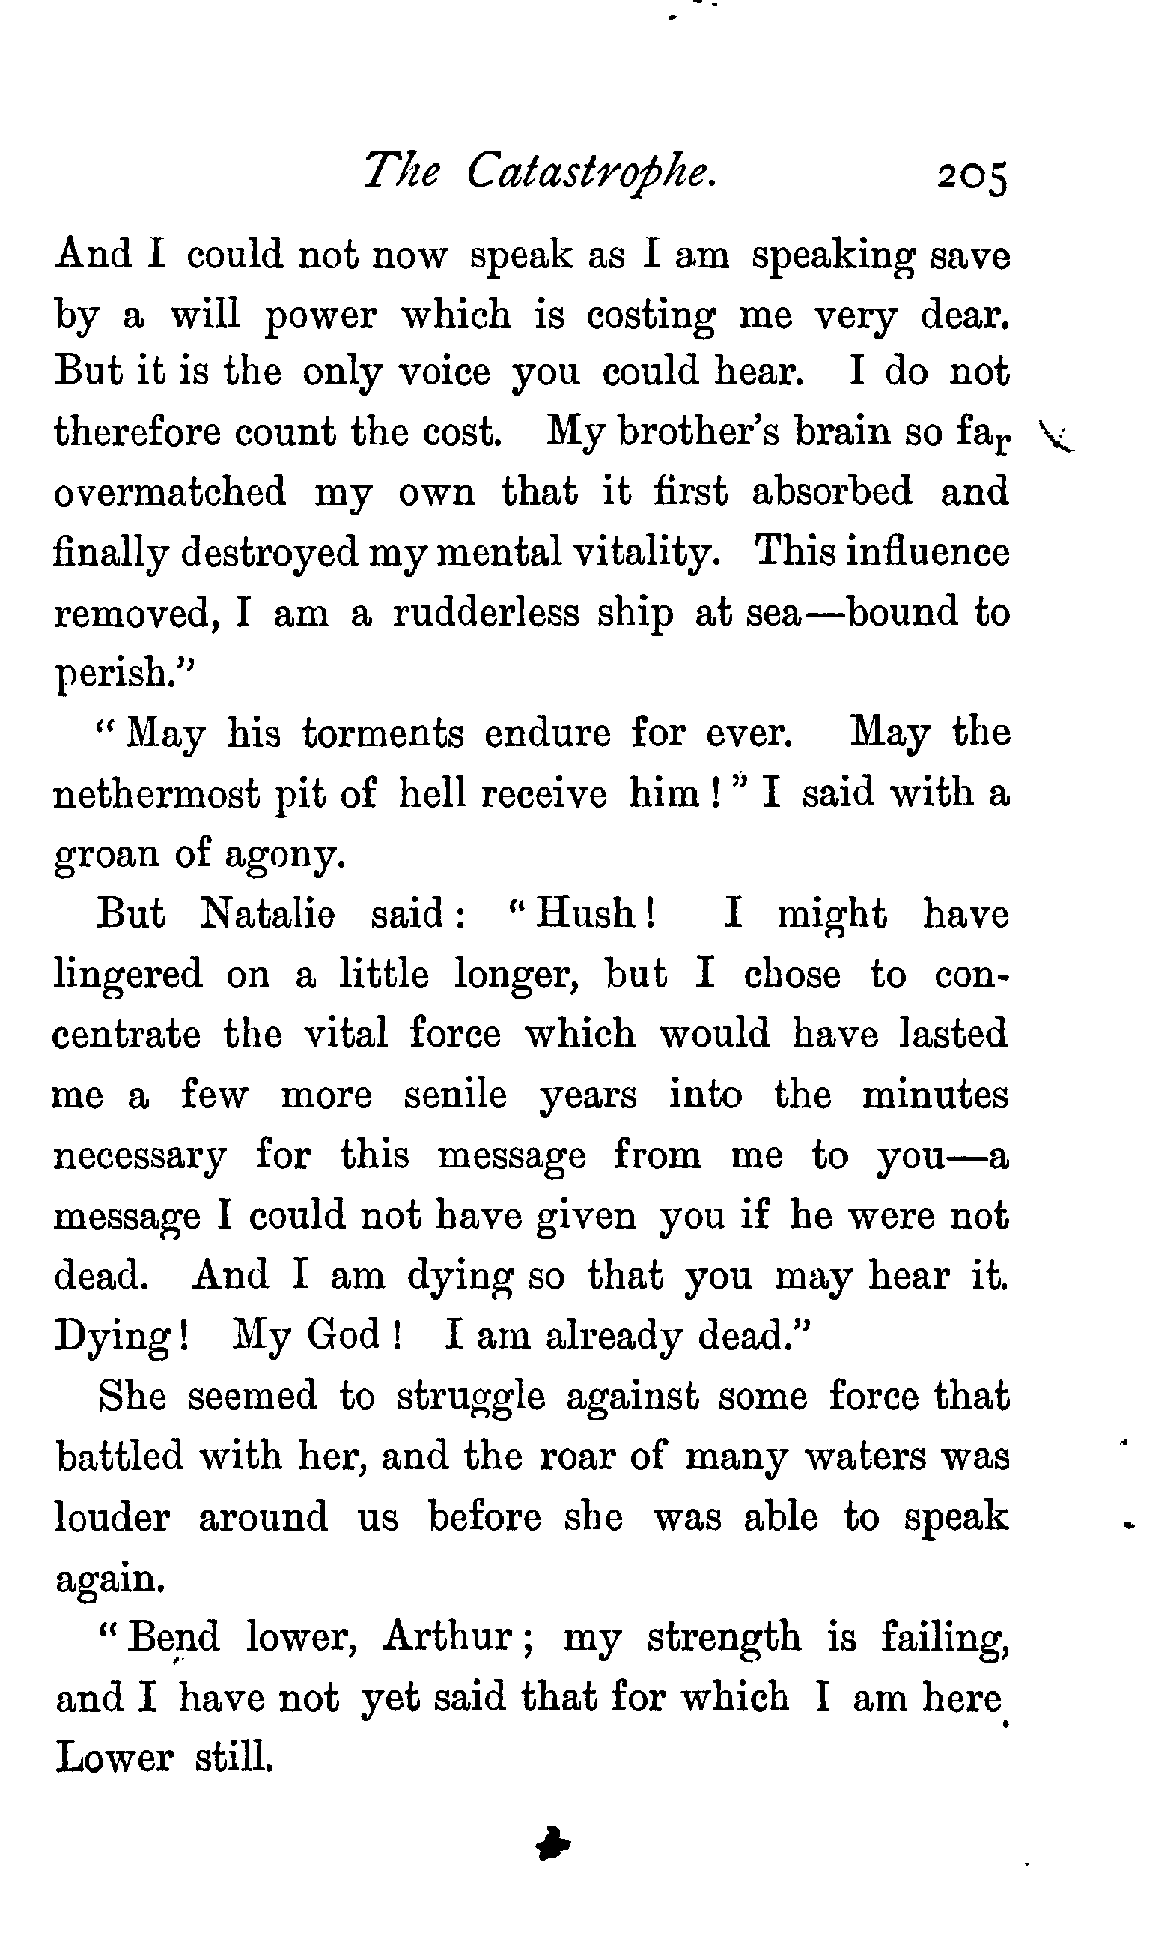 The Catastrophe. 205
And I could not now speak as I am speaking save
by a will power which is costing me very dear.
But it is the only voice you could hear. I do not
therefore count the cost. My brother's brain so far
overmatched my own that it first absorbed and
finally destroyed my mental vitality. This influence
removed, I am a rudderless ship at sea—bound to
perish."
"May his torments endure for ever. May the
nethermost pit of hell receive him!" I said with a
groan of agony.
But Natalie said: "Hush! I might have
lingered on a little longer, but I chose to con-
centrate the vital force which would have lasted
me a few more senile years into the minutes
necessary for this message from me to you—a
message I could not have given you if he were not
dead. And I am dying so that you may hear it.
Dying! My God! I am already dead."
She seemed to struggle against some force that
battled with her, and the roar of many waters was
louder around us before she was able to speak
again.
"Bend lower, Arthur; my strength is failing,
and I have not yet said that for which I am here.
Lower still.